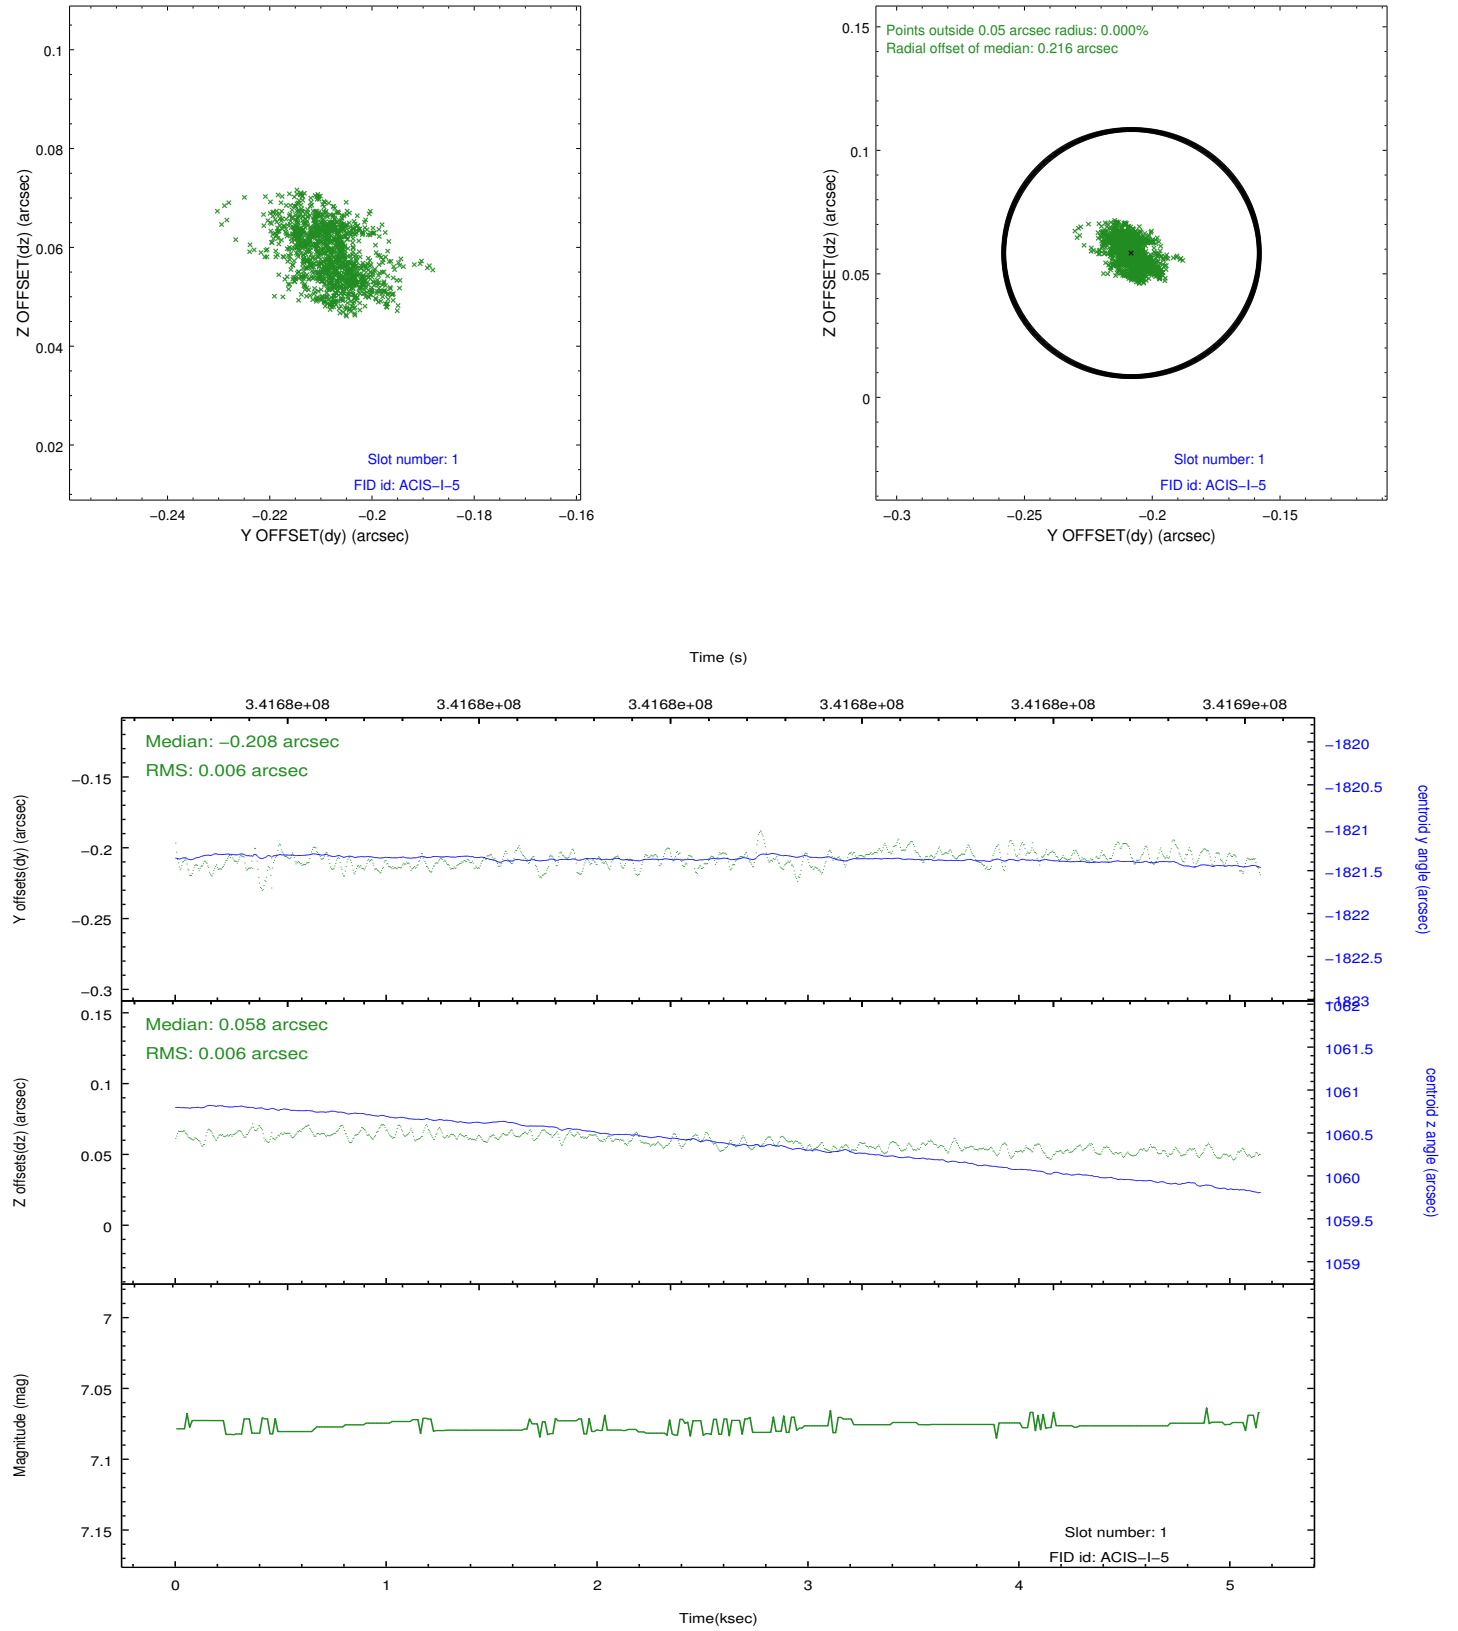 0.1
0.08
0.06
0.04
0.02
Z OFFSET(dz) (arcsec)
Slot number: 1
FID id: ACIS−I−5
−0.24 −0.22 −0.2 −0.18 −0.16
Y OFFSET(dy) (arcsec)
Points outside 0.05 arcsec radius: 0.000%
Radial offset of median: 0.216 arcsec
0.15
0.1
0.05
0
Z OFFSET(dz) (arcsec)
Slot number: 1
FID id: ACIS−I−5
−0.3 −0.25 −0.2 −0.15
Y OFFSET(dy) (arcsec)
Time (s)
3.4168e+08 3.4168e+08 3.4168e+08 3.4168e+08 3.4168e+08 3.4169e+08
Median: −0.208 arcsec
RMS: 0.006 arcsec
−0.15
−0.2
−0.25
−0.3
Y offsets(dy) (arcsec)
−1820
−1820.5
−1821
−1821.5
−1822
−1822.5
−1823
centroid y angle (arcsec)
Median: 0.058 arcsec
RMS: 0.006 arcsec
0.15
0.1
0.05
0
Z offsets(dz) (arcsec)
1062
1061.5
1061
1060.5
1060
1059.5
1059
centroid z angle (arcsec)
7
7.05
7.1
7.15
Magnitude (mag)
Slot number: 1
FID id: ACIS−I−5
0 1 2 3 4 5
Time(ksec)